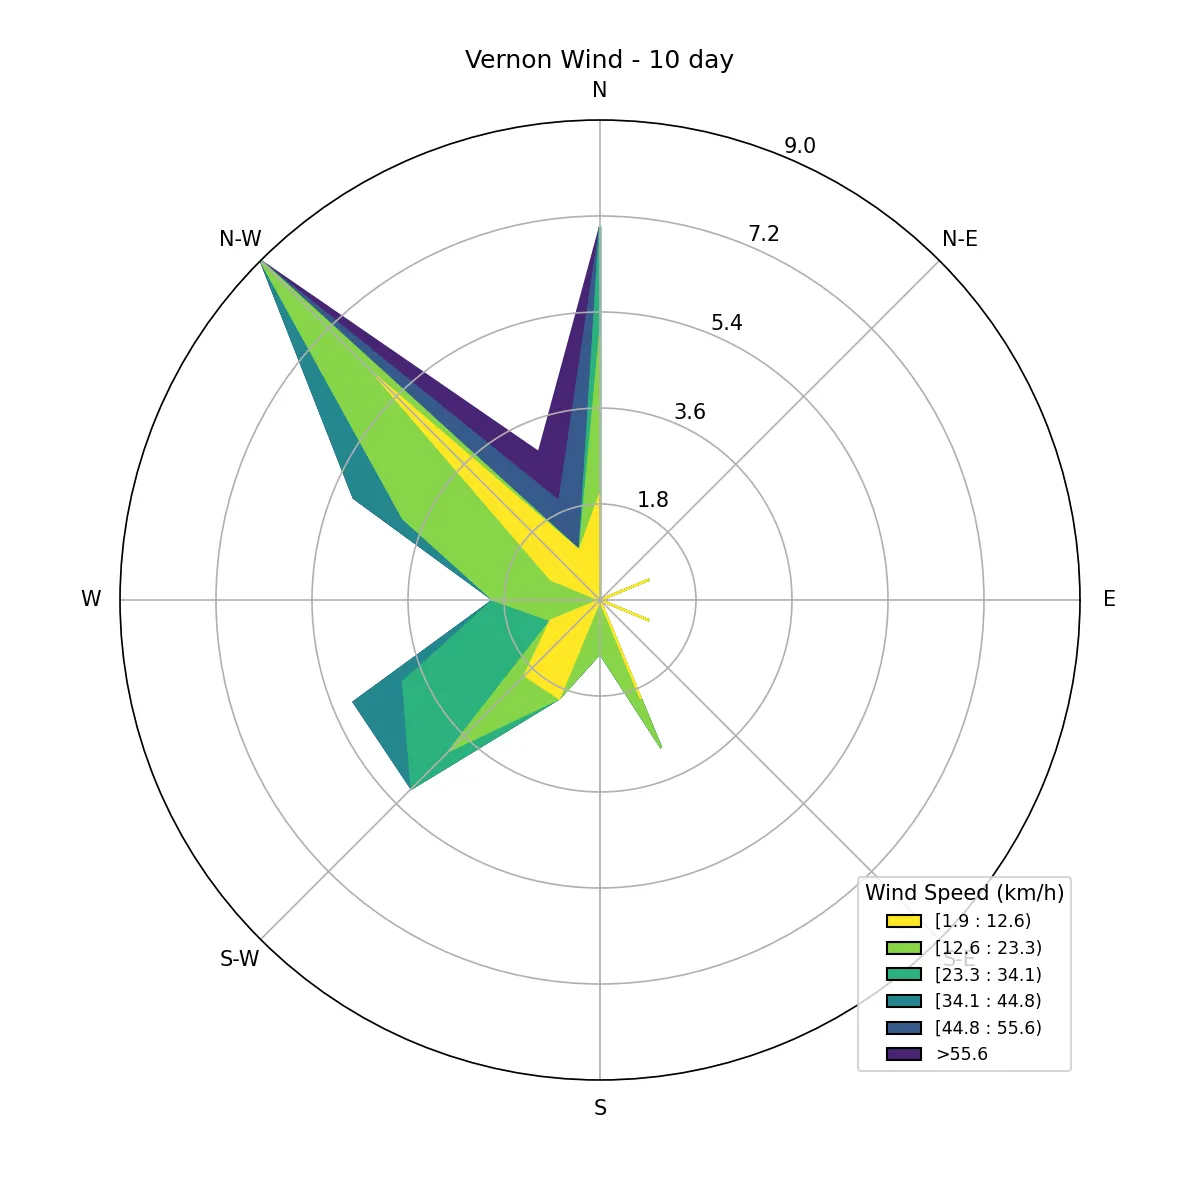 Vernon Wind - 10 day
N
9.0
N-W
7.2
N-E
5.4
3.6
1.8
W
E
S-W
S-E
S
Wind Speed (km/h)
[1.9 : 12.6)
[12.6 : 23.3)
[23.3 : 34.1)
[34.1 : 44.8)
[44.8 : 55.6)
>55.6